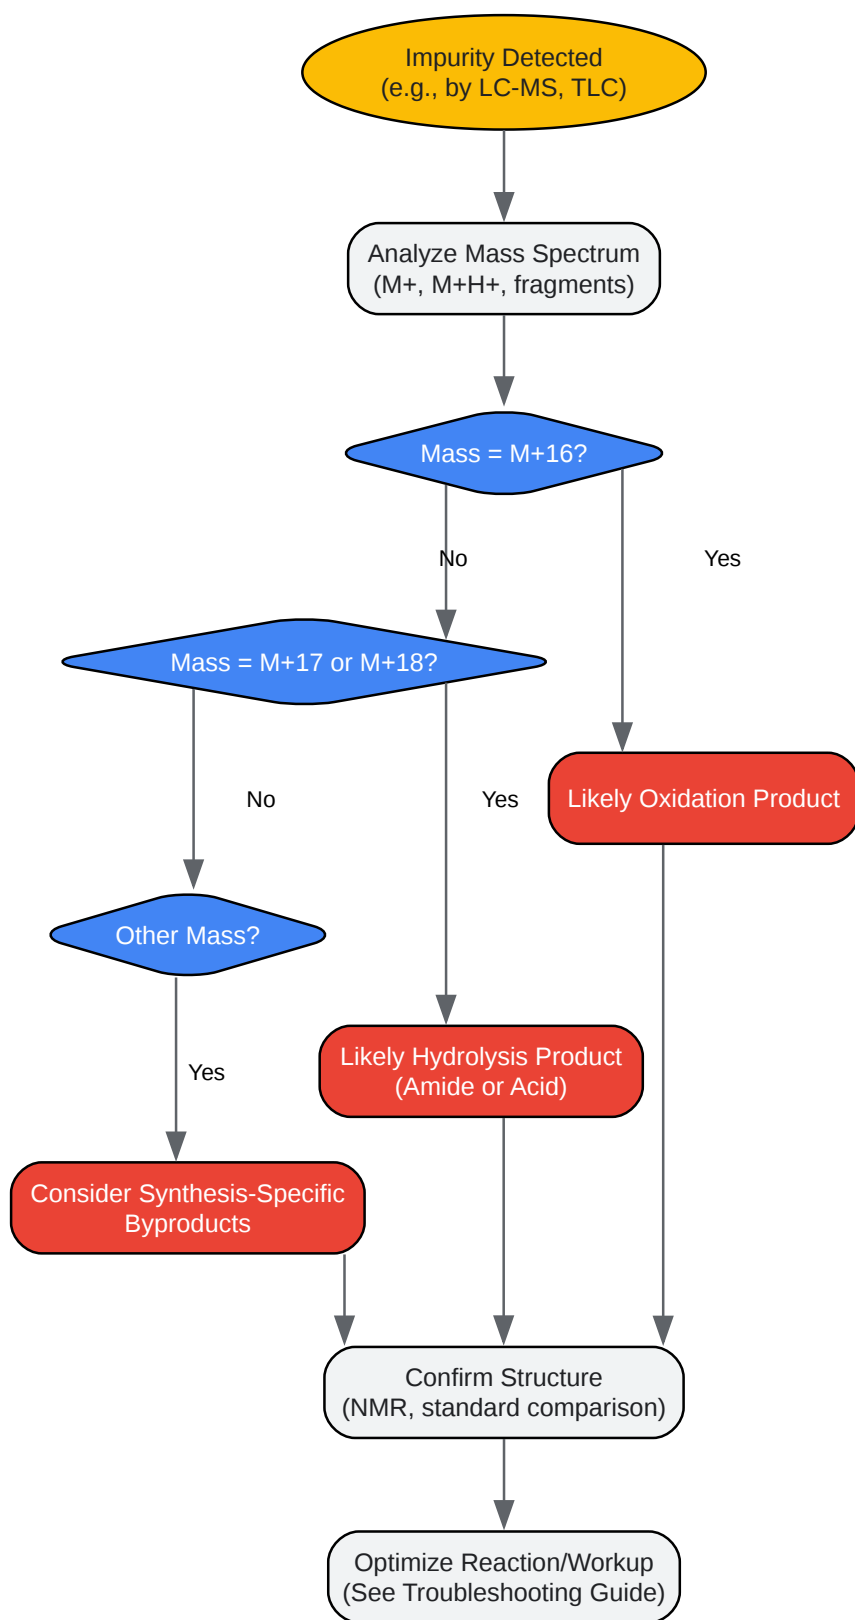 Impurity Detected
(e.g., by LC-MS, TLC)
Analyze Mass Spectrum
(M+, M+H+, fragments)
Mass = M+16?
No
Yes
Mass = M+17 or M+18?
No
Yes
Likely Oxidation Product
Other Mass?
Yes
Likely Hydrolysis Product
(Amide or Acid)
Consider Synthesis-Specific
Byproducts
Confirm Structure
(NMR, standard comparison)
Optimize Reaction/Workup
(See Troubleshooting Guide)